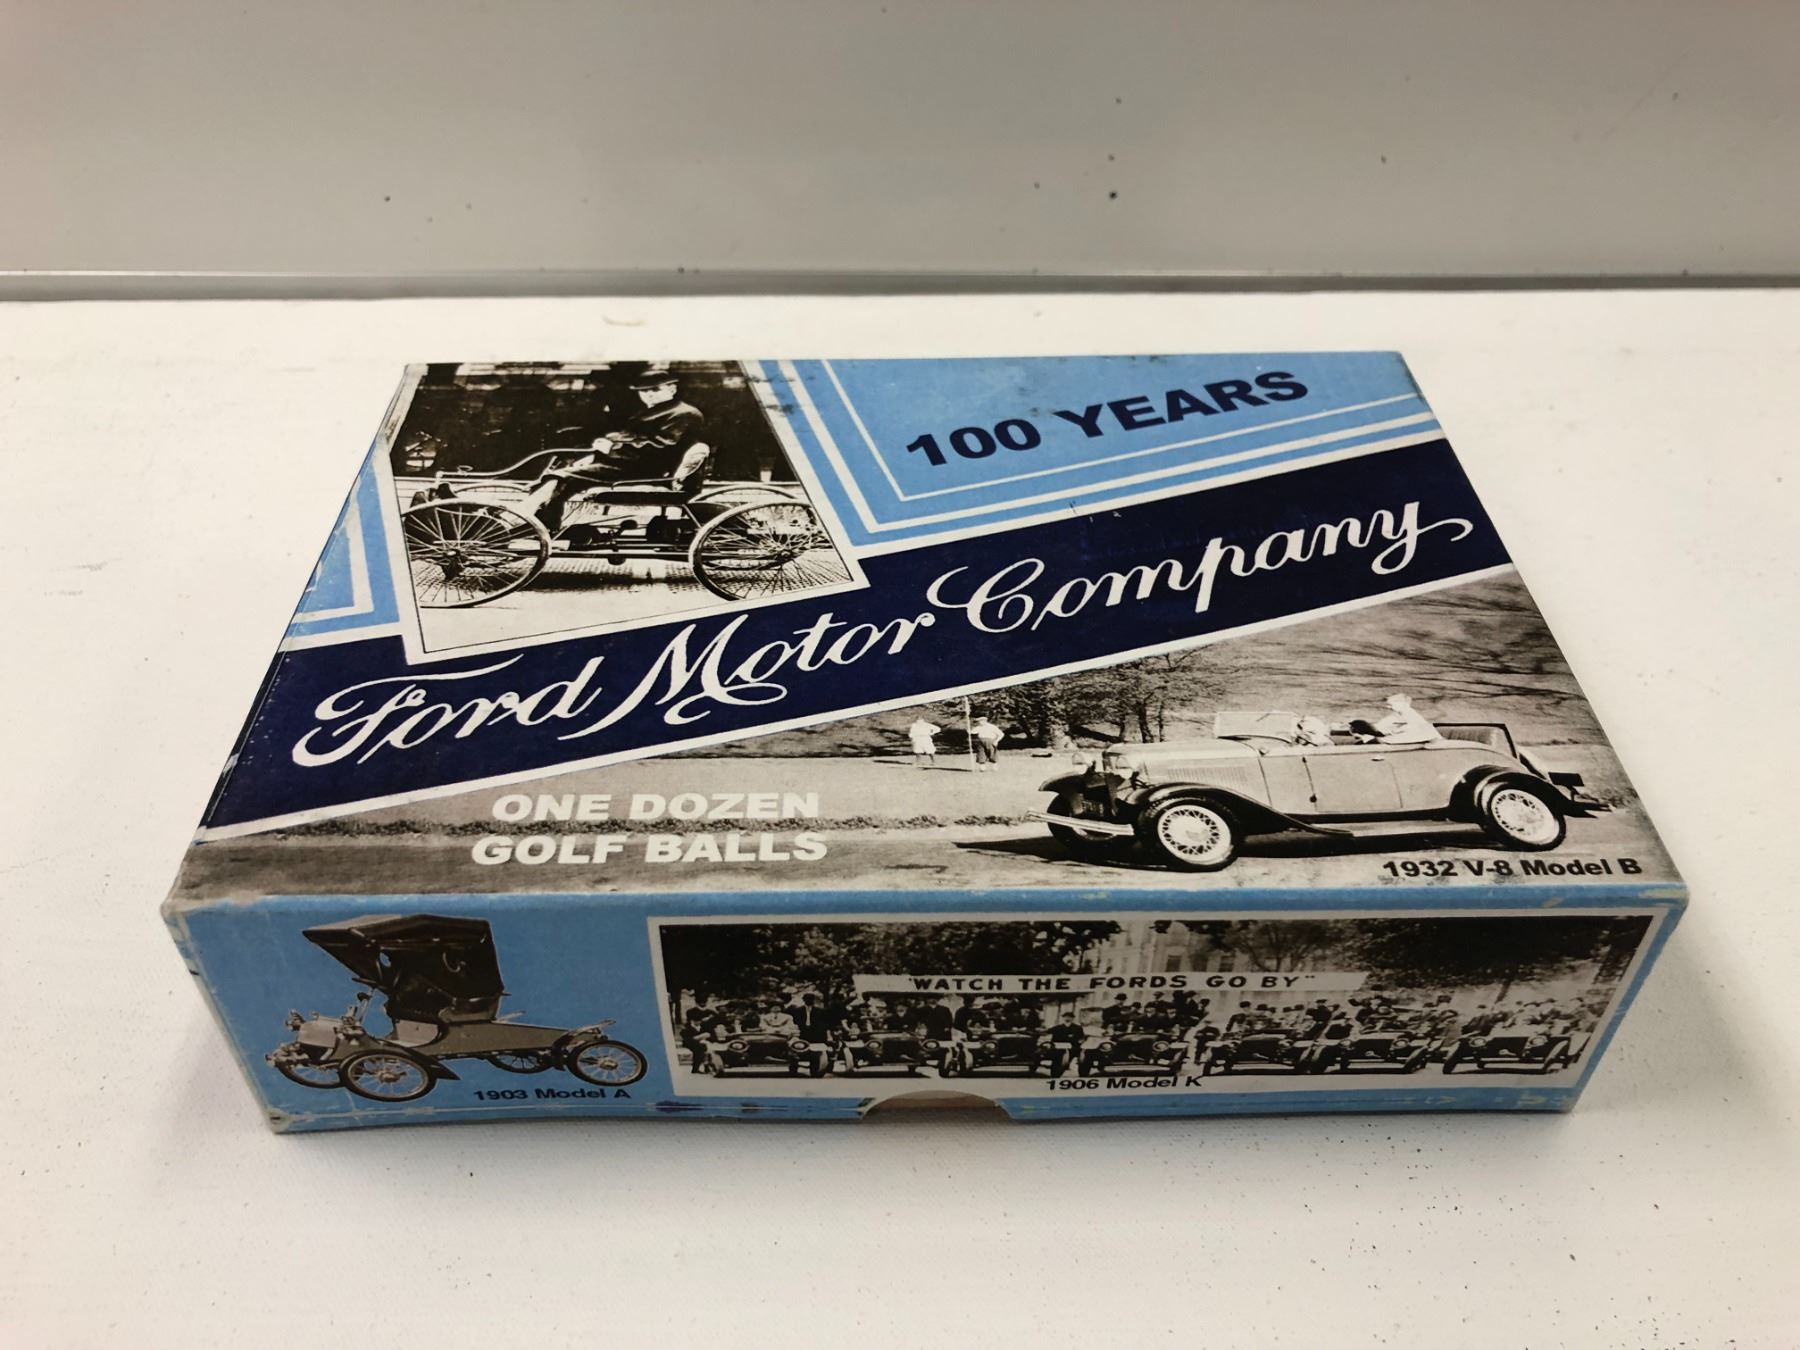 100 YEARS
Ford Motor Company
ONE DOZEN
GOLF BALLS
1932 V-8 Model B
"WATCH THE FORDS GO BY"
1903 Model A
1906 Model K